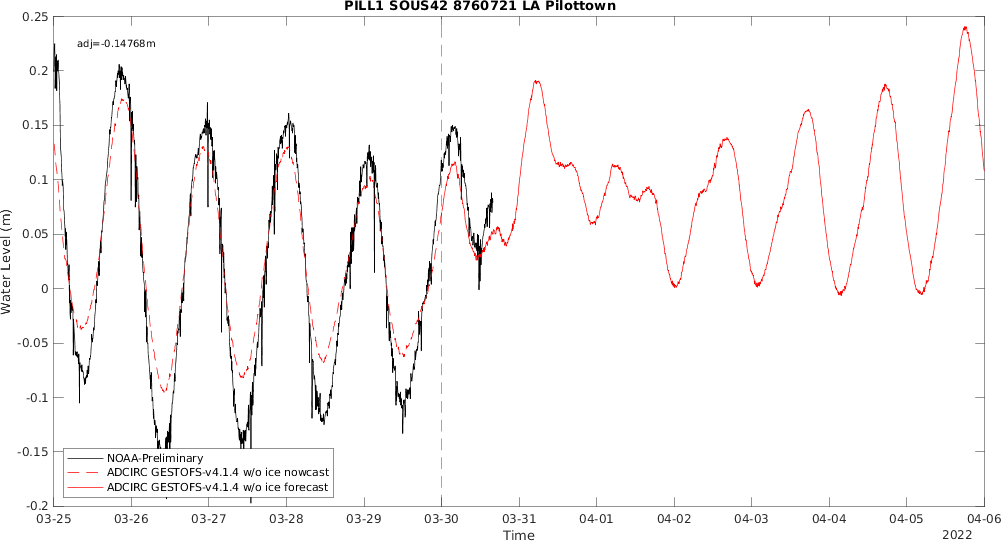 PILL1 SOUS42 8760721 LA Pilottown
adj=-0.14768m
0.25
0.2
0.15
0.1
0.05
0
-0.05
-0.1
-0.15
-0.2
Water Level (m)
NOAA-Preliminary
ADCIRC GESTOFS-v4.1.4 w/o ice nowcast
ADCIRC GESTOFS-v4.1.4 w/o ice forecast
03-25 03-26 03-27 03-28 03-29 03-30 03-31 04-01 04-02 04-03 04-04 04-05 04-06
Time
2022